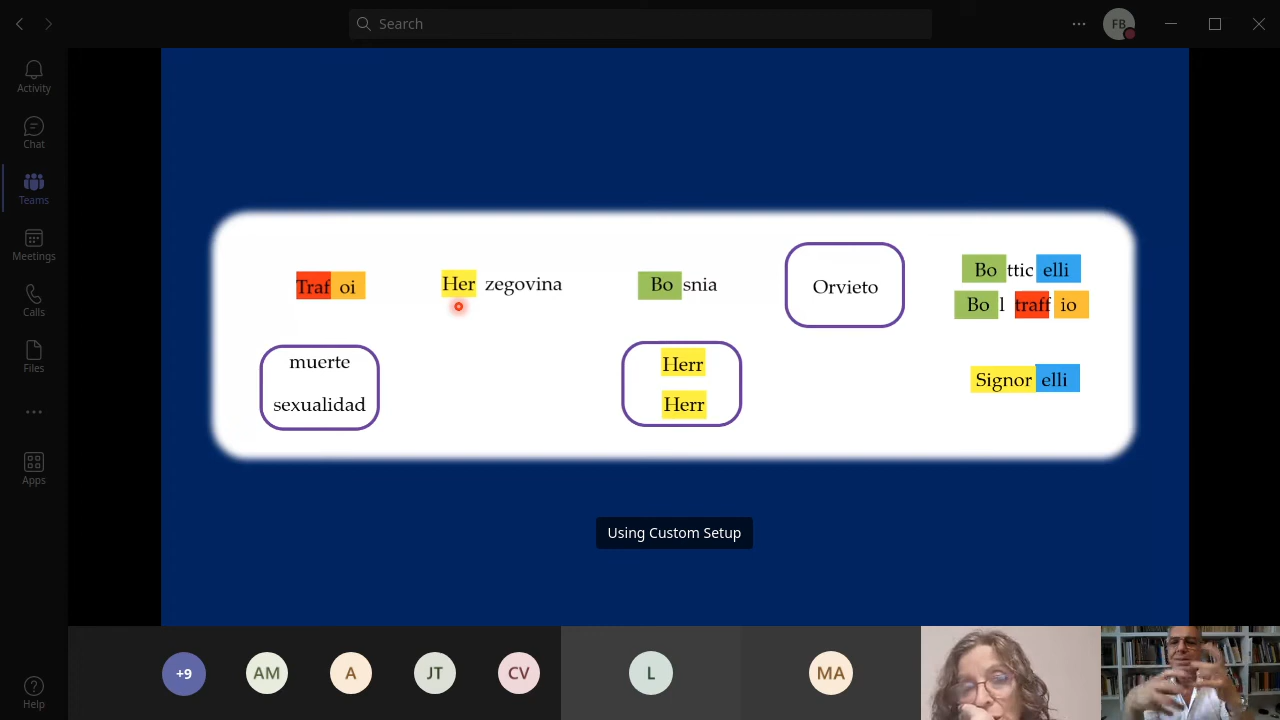 Search
FB
Activity
Chat
Teams
Meetings
Calls
Files
Apps
Help
Traf oi
Her zegovina
Bo snia
Orvieto
Bo ttic elli
Bo l traff io
muerte
sexualidad
Herr
Herr
Signor elli
Using Custom Setup
+9
AM
A
JT
CV
L
MA